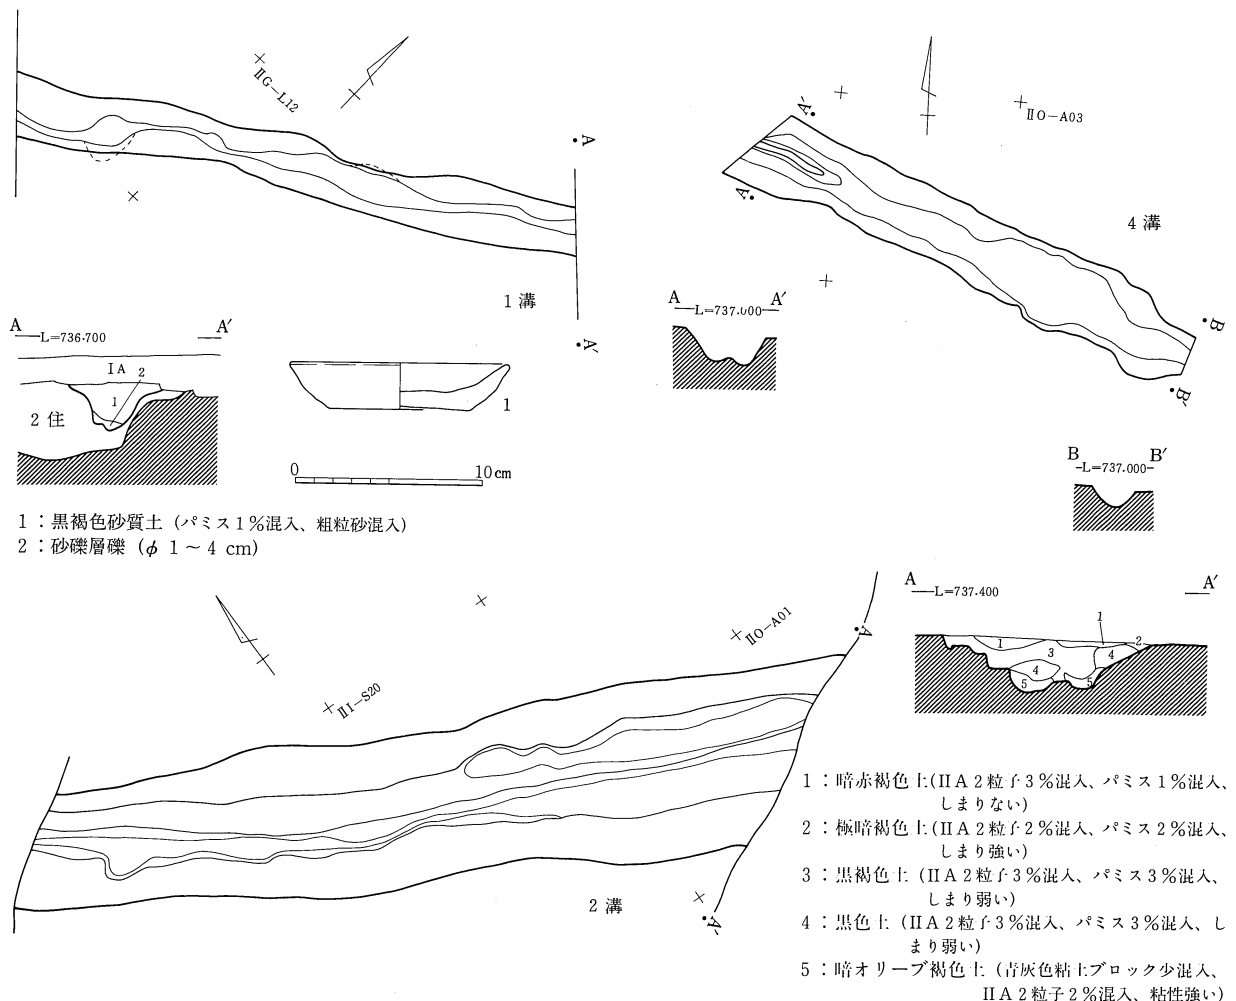 ⅡG－L12
A
A′
1溝
A
L=736.700
A′
ⅠA
2
1
2住
1
0
10cm
1：黒褐色砂質土（パミス1％混入、粗粒砂混入）
2：砂礫層礫（φ 1～4 cm）
ⅡO－A03
A′
A
4溝
B
B′
A
L=737.000
A′
B
L=737.000
B′
ⅡO－A01
ⅡI－S20
A
A′
2溝
A
L=737.400
A′
1
1
2
3
4
4
5
5
1：暗赤褐色土(ⅡA2粒子3％混入、パミス1％混入、
しまりない)
2：極暗褐色土(ⅡA2粒子2％混入、パミス2％混入、
しまり強い)
3：黒褐色土（ⅡA2粒子3％混入、パミス3％混入、
しまり弱い)
4：黒色土（ⅡA2粒子3％混入、パミス3％混入、し
まり弱い)
5：暗オリーブ褐色土（青灰色粘土ブロック少混入、
ⅡA2粒子2％混入、粘性強い)